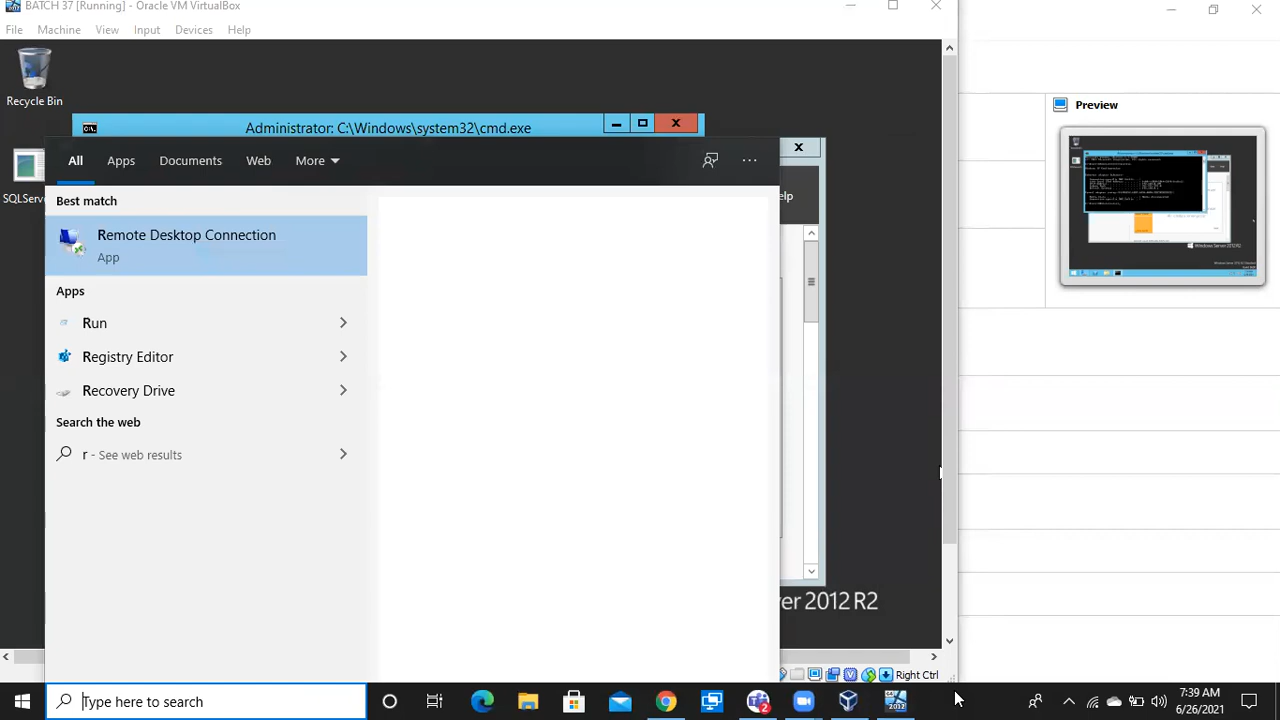 BATCH 37 [Running] - Oracle VM VirtualBox
File Machine View Input Devices Help
Recycle Bin
Administrator: C:\Windows\system32\cmd.exe
Preview
All Apps Documents Web More
Best match
Remote Desktop Connection
App
Apps
Run
Registry Editor
Recovery Drive
Search the web
r - See web results
SQLServe
elp
er 2012 R2
Right Ctrl
Type here to search
2
2012
7:39 AM
6/26/2021